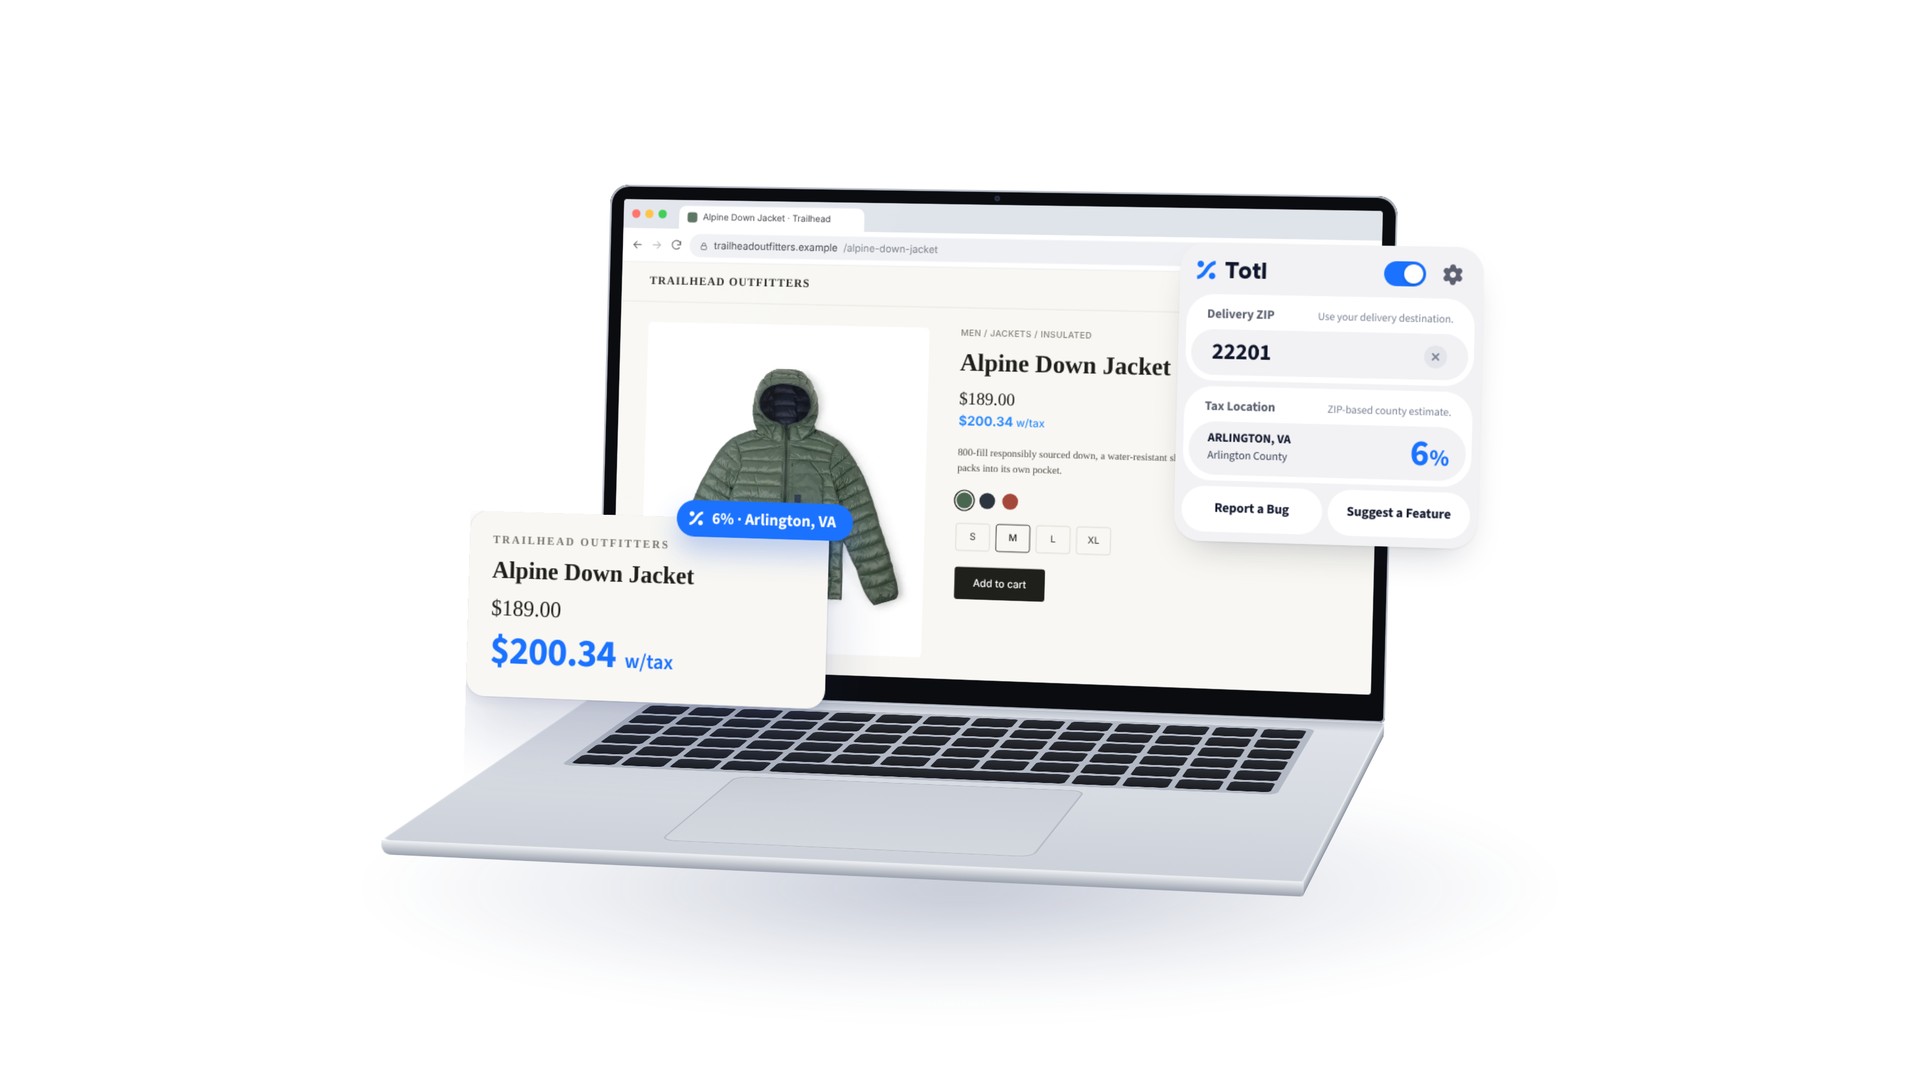 Alpine Down Jacket · Trailhead
trailheadoutfitters.example /alpine-down-jacket
TRAILHEAD OUTFITTERS
MEN / JACKETS / INSULATED
Alpine Down Jacket
$189.00
$200.34 w/tax
800-fill responsibly sourced down, a water-resistant
packs into its own pocket.
S M L XL
Add to cart
Totl
Delivery ZIP Use your delivery destination.
22201
Tax Location ZIP-based county estimate.
ARLINGTON, VA
Arlington County
6%
Report a Bug Suggest a Feature
6% · Arlington, VA
TRAILHEAD OUTFITTERS
Alpine Down Jacket
$189.00
$200.34 w/tax